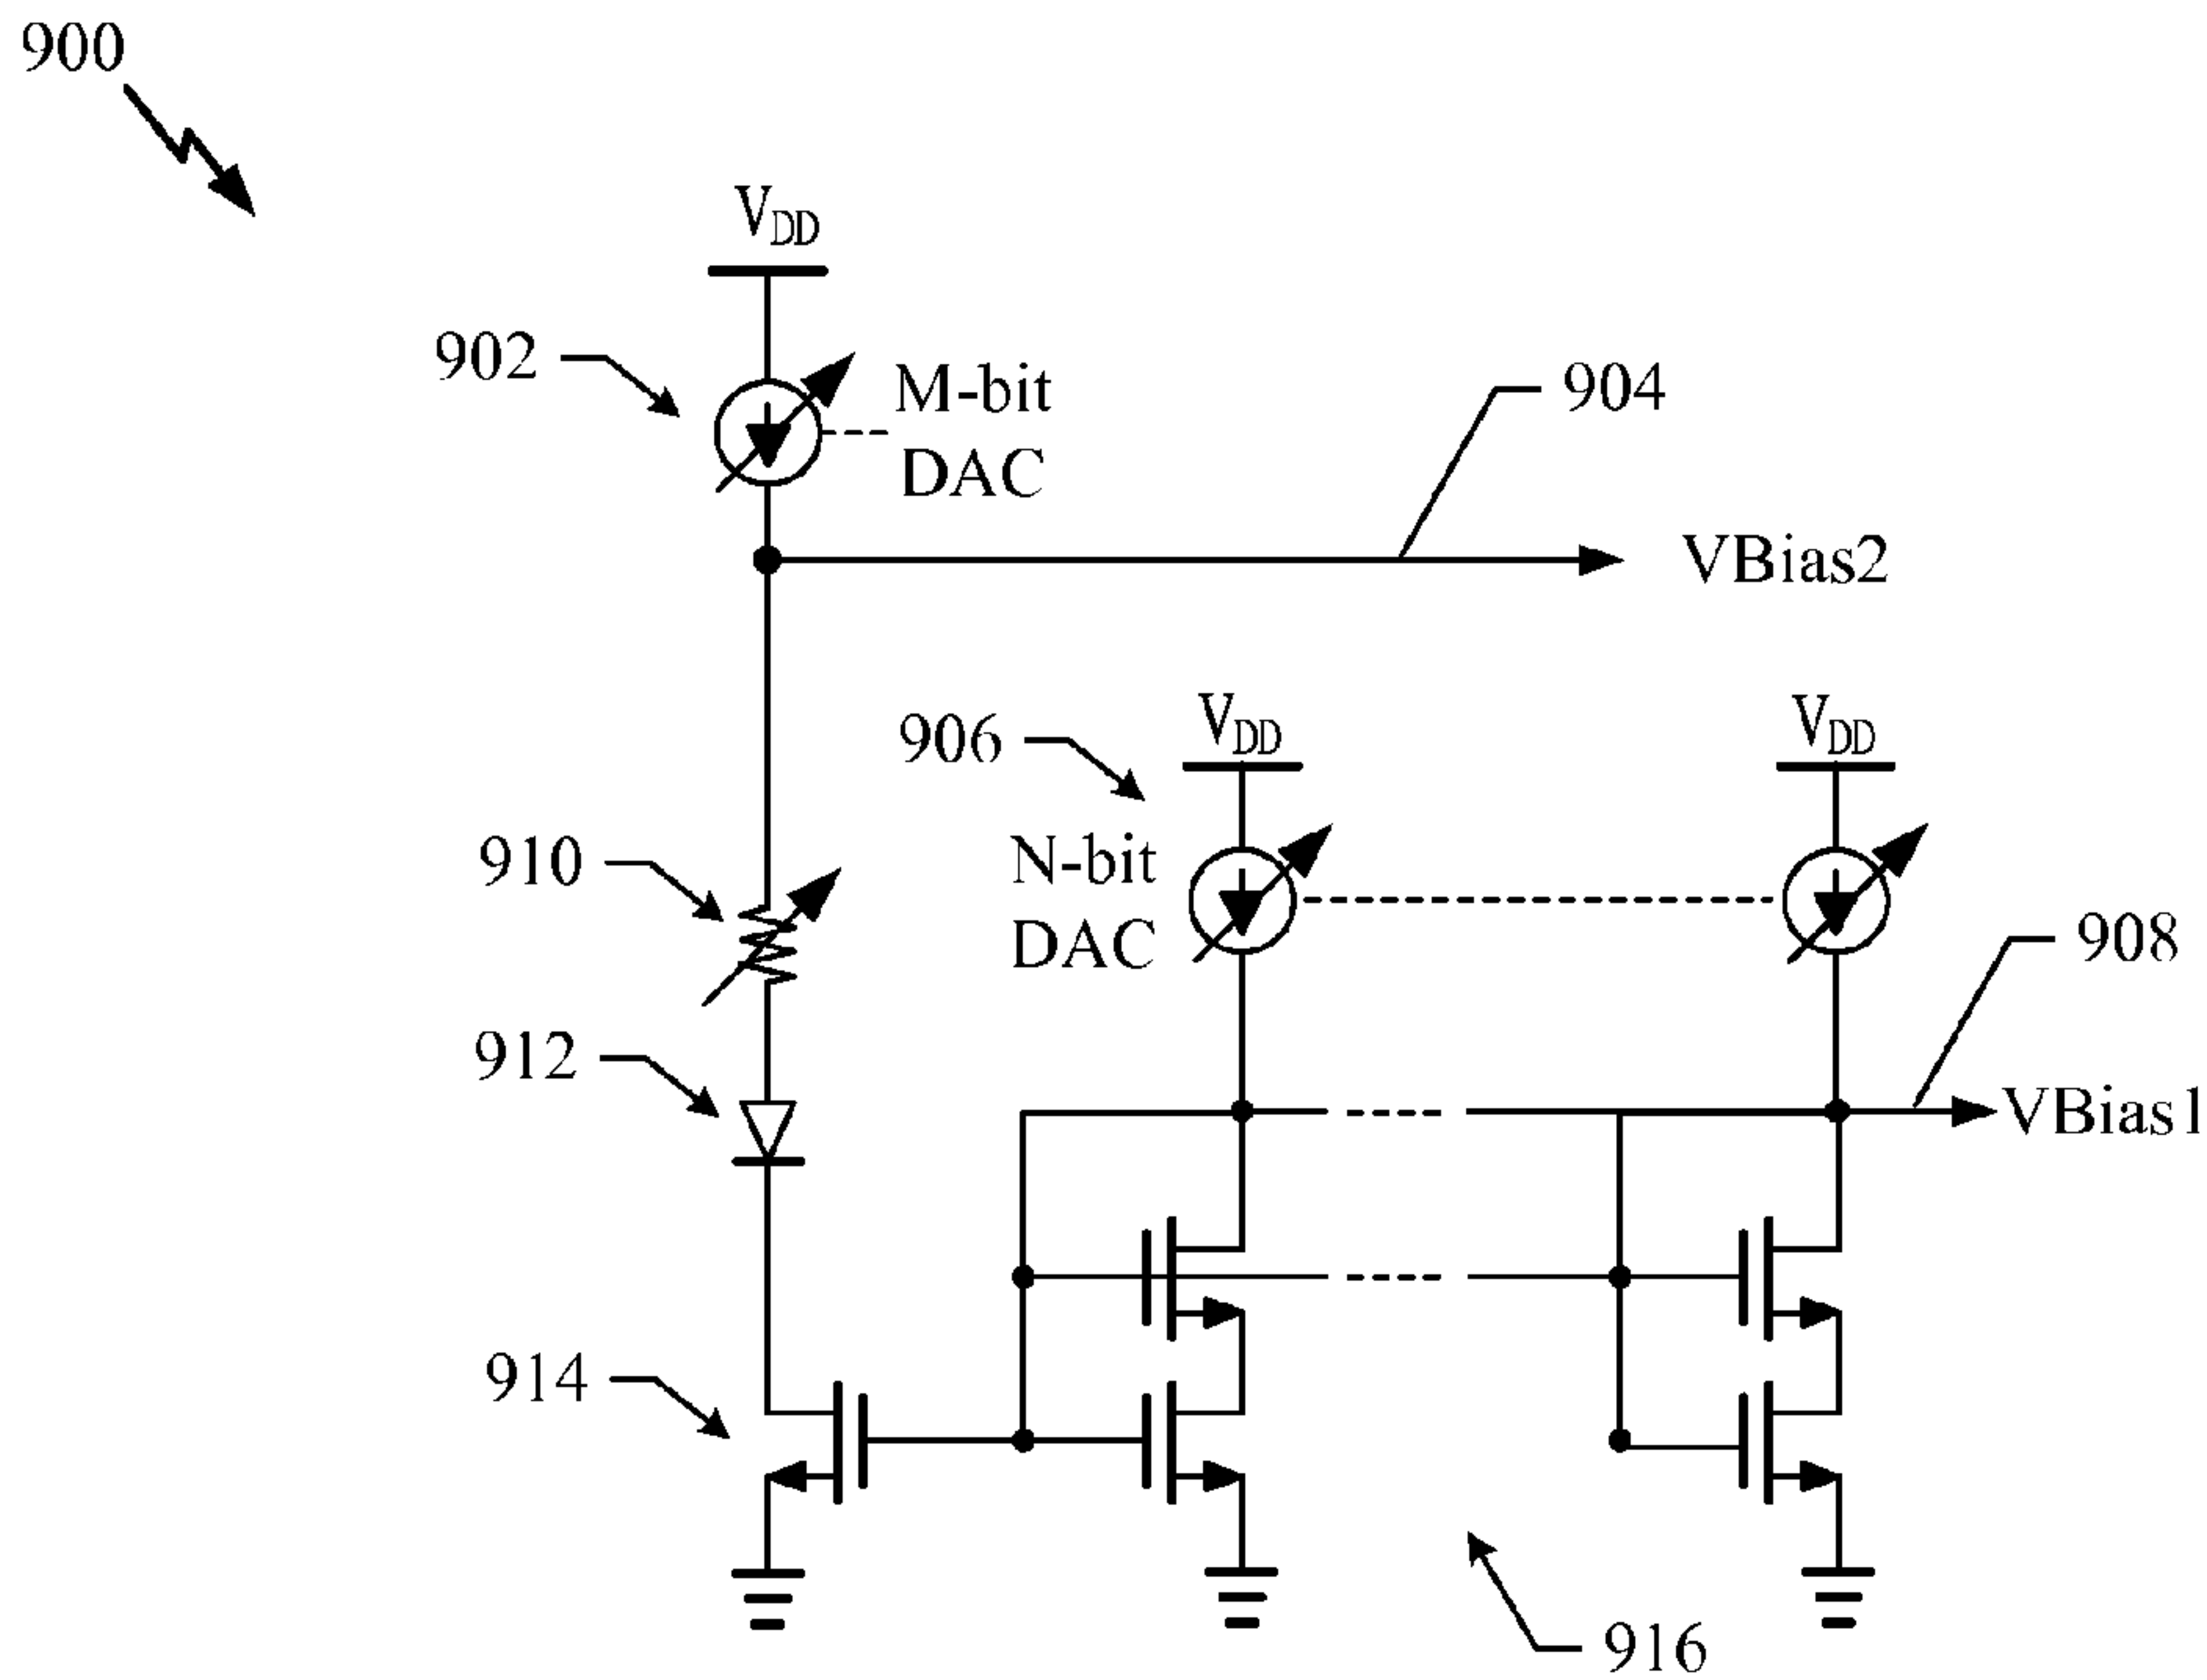 900
VDD
902
M-bit
DAC
904
VBias2
906
VDD
VDD
N-bit
DAC
910
908
912
VBias1
914
916